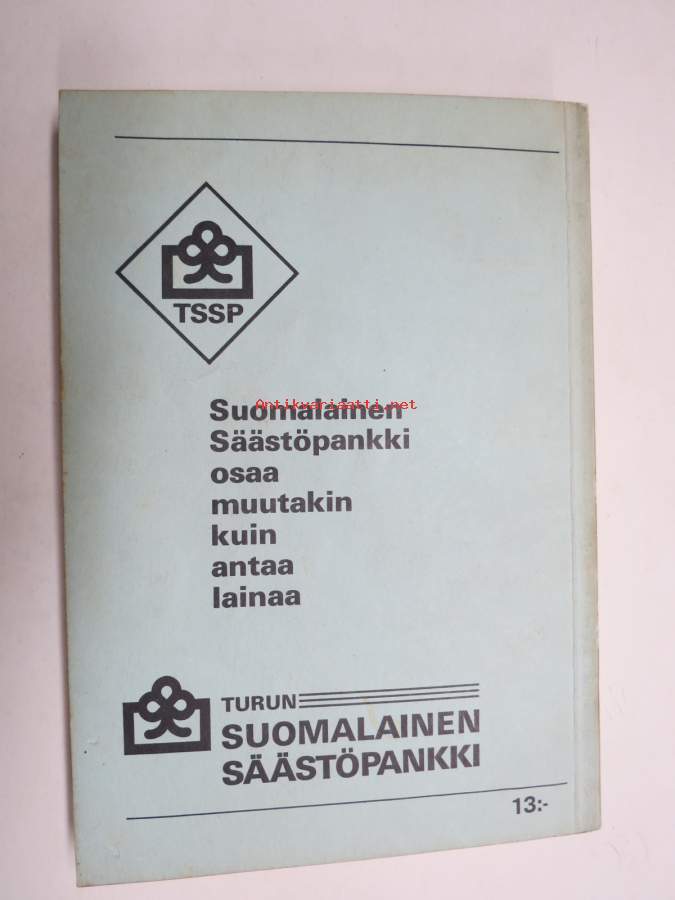 TSSP
Antikvariaatti.net
Suomalainen
Säästöpankki
osaa
muutakin
kuin
antaa
lainaa
TURUN
SUOMALAINEN
SÄÄSTÖPANKKI
13:-